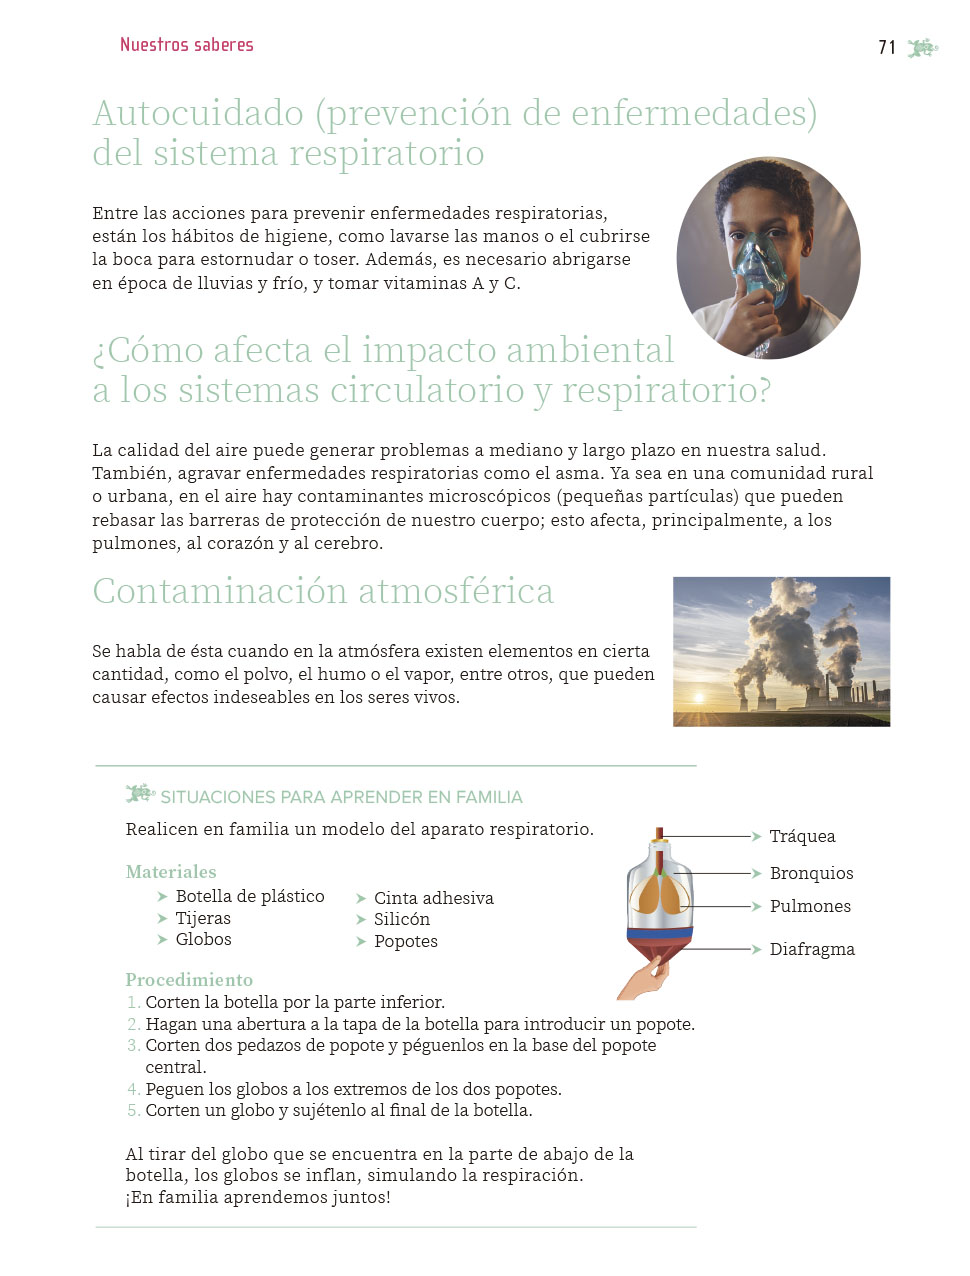 Nuestros saberes
71
Autocuidado (prevención de enfermedades)
del sistema respiratorio
Entre las acciones para prevenir enfermedades respiratorias,
están los hábitos de higiene, como lavarse las manos o el cubrirse
la boca para estornudar o toser. Además, es necesario abrigarse
en época de lluvias y frío, y tomar vitaminas A y C.
¿Cómo afecta el impacto ambiental
a los sistemas circulatorio y respiratorio?
La calidad del aire puede generar problemas a mediano y largo plazo en nuestra salud.
También, agravar enfermedades respiratorias como el asma. Ya sea en una comunidad rural
o urbana, en el aire hay contaminantes microscópicos (pequeñas partículas) que pueden
rebasar las barreras de protección de nuestro cuerpo; esto afecta, principalmente, a los
pulmones, al corazón y al cerebro.
Contaminación atmosférica
Se habla de ésta cuando en la atmósfera existen elementos en cierta
cantidad, como el polvo, el humo o el vapor, entre otros, que pueden
causar efectos indeseables en los seres vivos.
SITUACIONES PARA APRENDER EN FAMILIA
Realicen en familia un modelo del aparato respiratorio.
Materiales
Botella de plástico
Tijeras
Globos
Cinta adhesiva
Silicón
Popotes
Tráquea
Bronquios
Pulmones
Diafragma
Procedimiento
1. Corten la botella por la parte inferior.
2. Hagan una abertura a la tapa de la botella para introducir un popote.
3. Corten dos pedazos de popote y péguenlos en la base del popote
central.
4. Peguen los globos a los extremos de los dos popotes.
5. Corten un globo y sujétenlo al final de la botella.
Al tirar del globo que se encuentra en la parte de abajo de la
botella, los globos se inflan, simulando la respiración.
¡En familia aprendemos juntos!